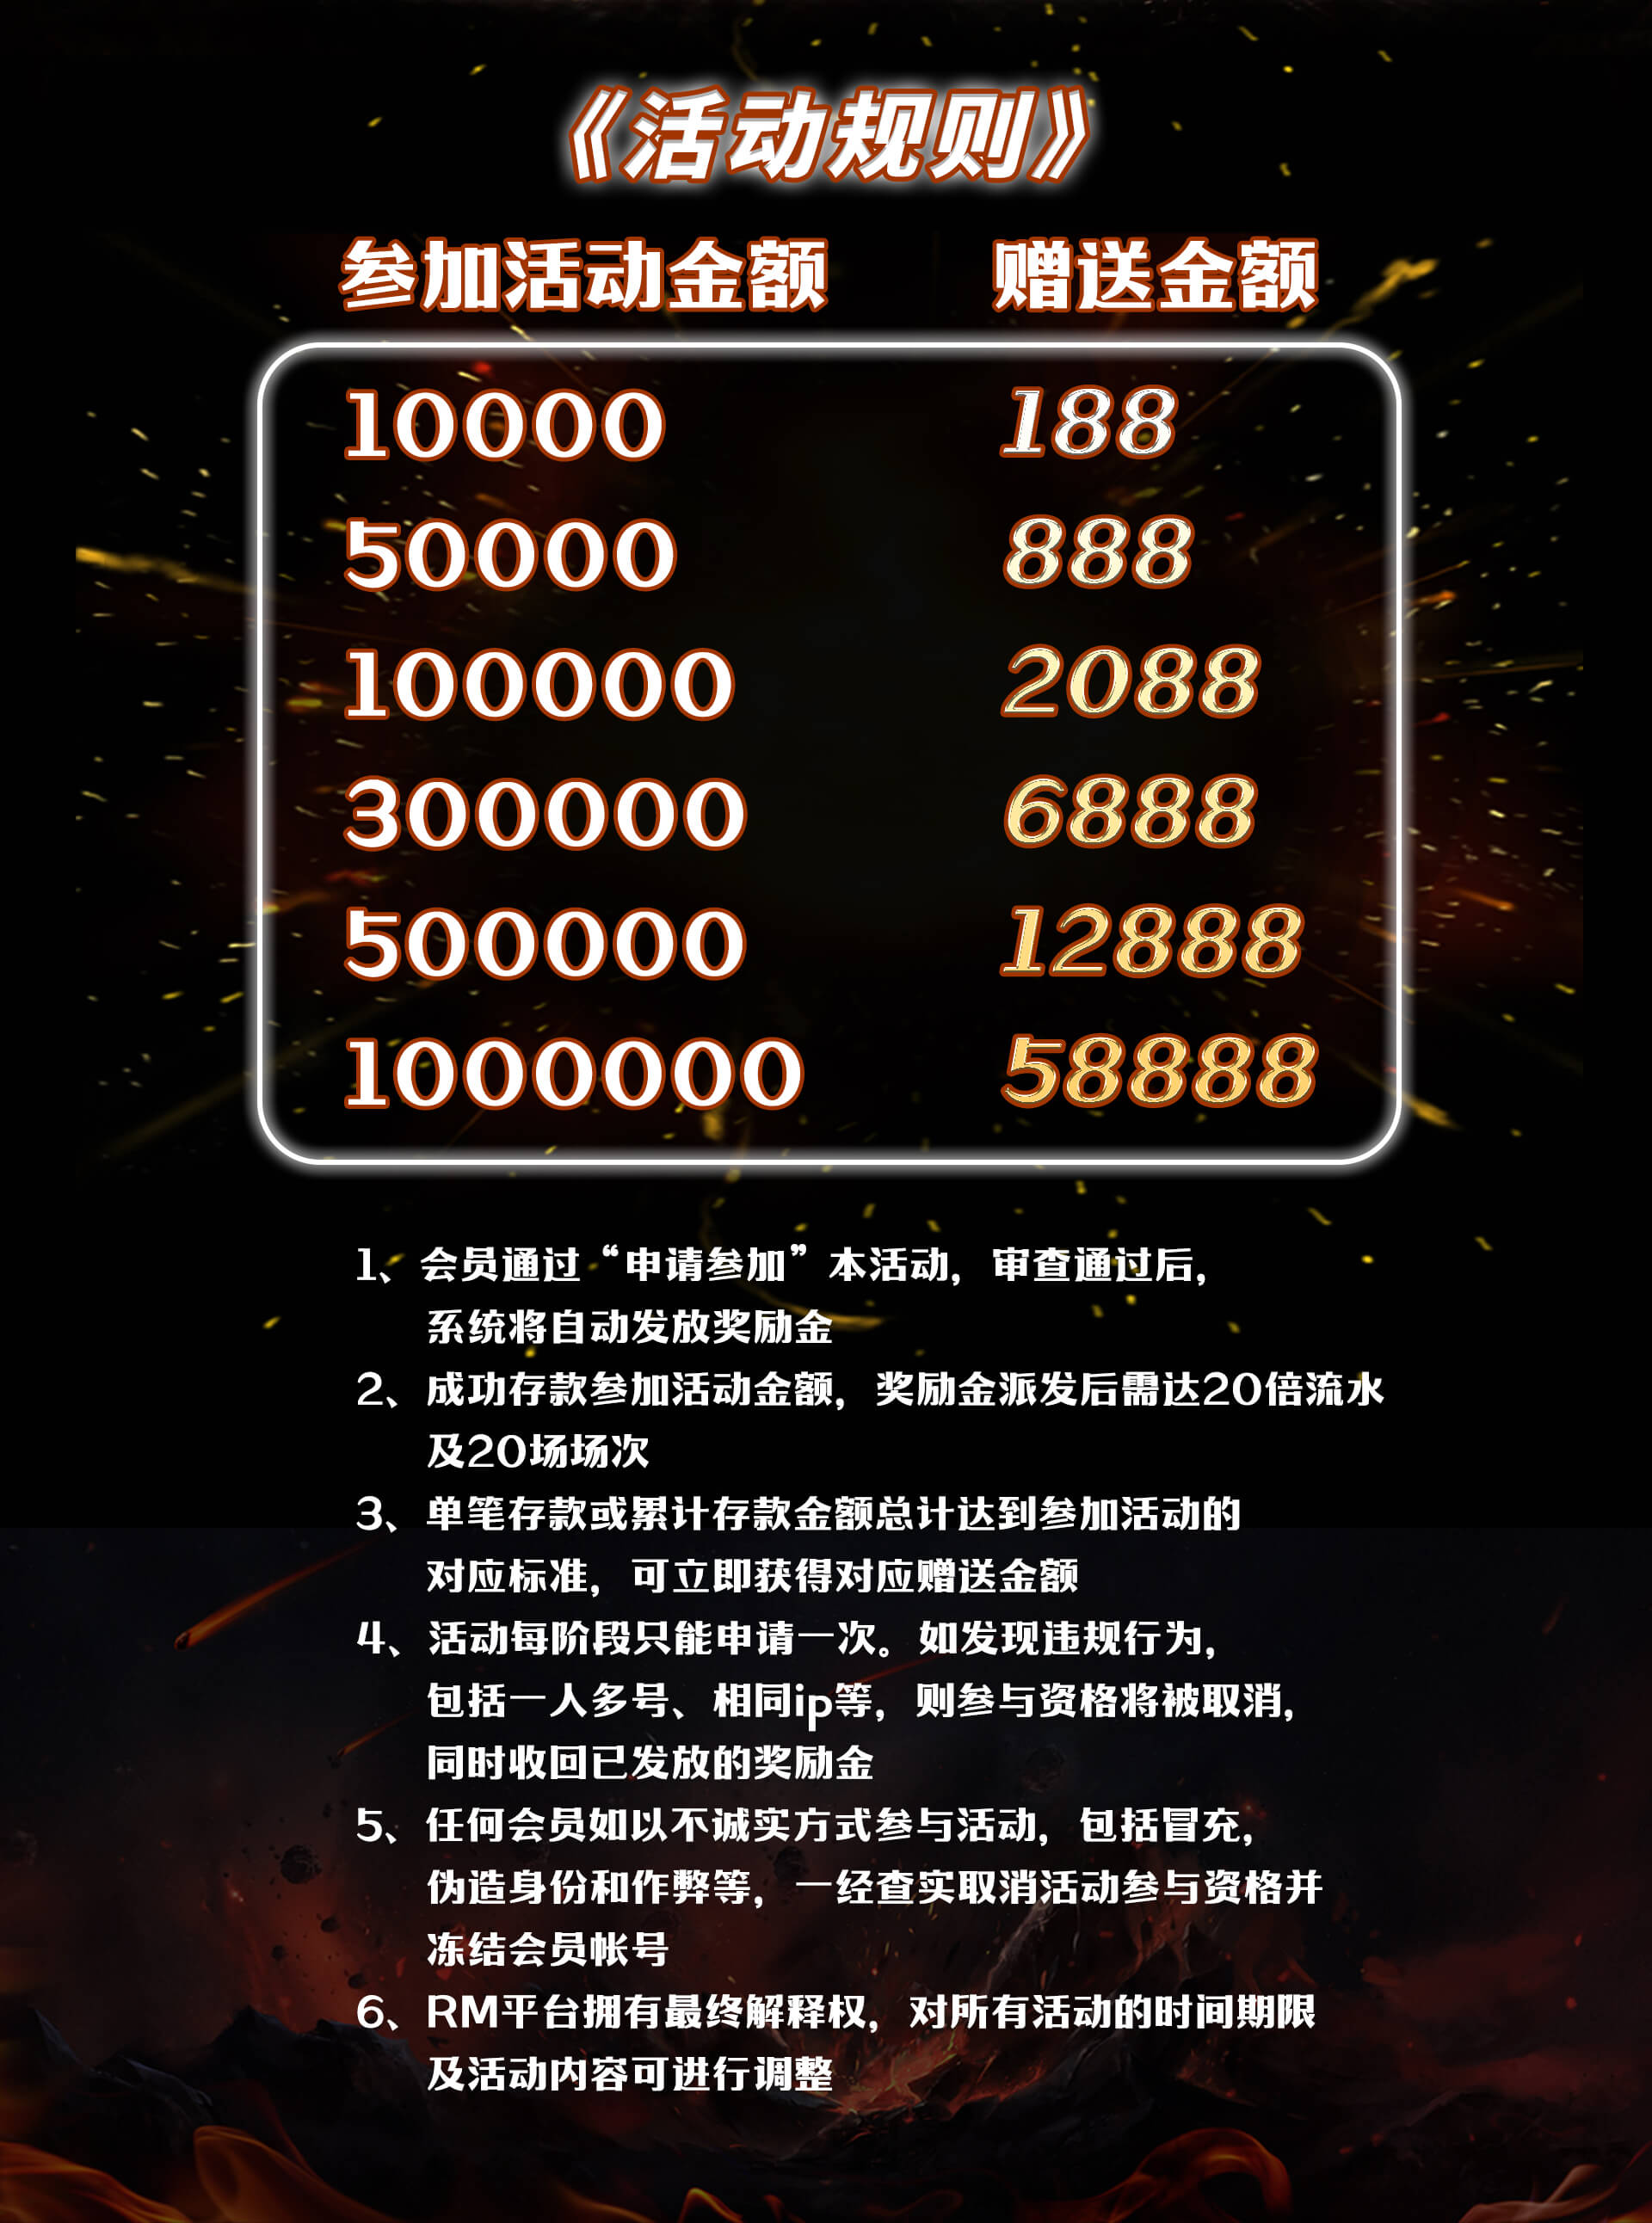 《活动规则》
参加活动金额 赠送金额
10000 188
50000 888
100000 2088
300000 6888
500000 12888
1000000 58888
1、会员通过“申请参加”本活动，审查通过后，
系统将自动发放奖励金
2、成功存款参加活动金额，奖励金派发后需达20倍流水
及20场场次
3、单笔存款或累计存款金额总计达到参加活动的
对应标准，可立即获得对应赠送金额
4、活动每阶段只能申请一次。如发现违规行为，
包括一人多号、相同ip等，则参与资格将被取消，
同时收回已发放的奖励金
5、任何会员如以不诚实方式参与活动，包括冒充，
伪造身份和作弊等，一经查实取消活动参与资格并
冻结会员帐号
6、RM平台拥有最终解释权，对所有活动的时间期限
及活动内容可进行调整